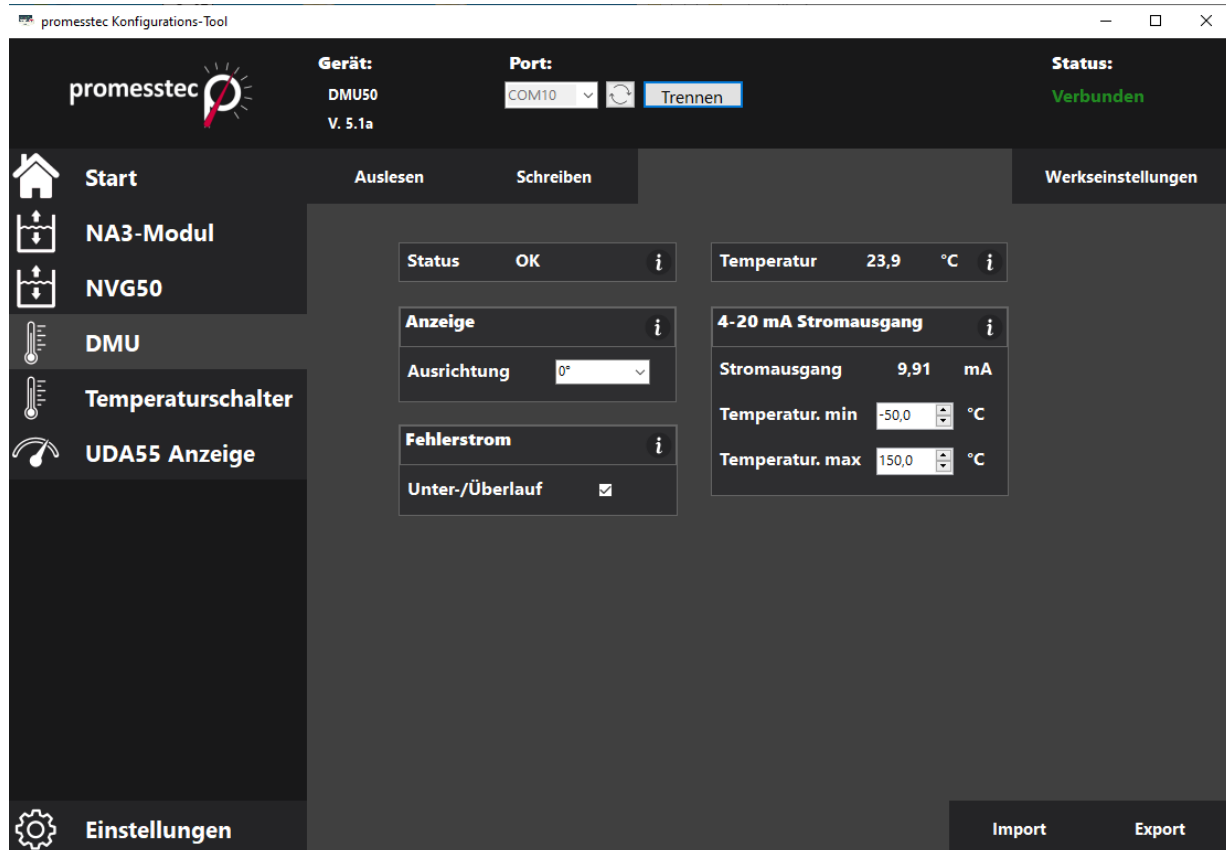 promesstec Konfigurations-Tool
promesstec
Gerät:
DMU50
V. 5.1a
Port:
COM10
Trennen
Status:
Verbunden
Start
NA3-Modul
NVG50
DMU
Temperaturschalter
UDA55 Anzeige
Einstellungen
Auslesen Schreiben Werkseinstellungen
Status OK i
Temperatur 23,9 °C i
Anzeige i
Ausrichtung 0°
Fehlerstrom i
Unter-/Überlauf
4-20 mA Stromausgang i
Stromausgang 9,91 mA
Temperatur. min -50,0 °C
Temperatur. max 150,0 °C
Import Export